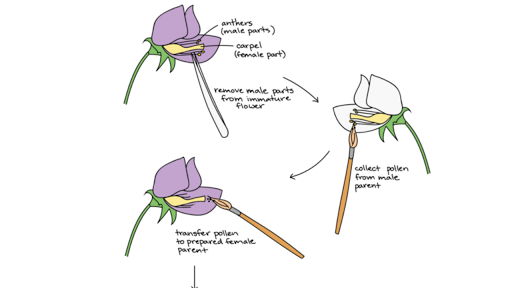 anthers
(male parts)
carpel
(female part)
remove male parts
from immature
flower
collect pollen
from male
parent
transfer pollen
to prepared female
parent